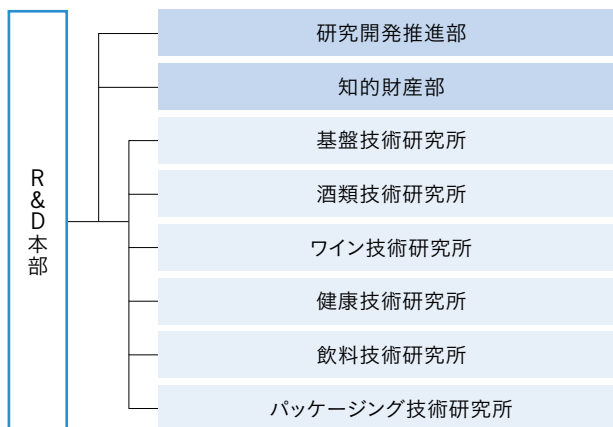 R&D本部
研究開発推進部
知的財産部
基盤技術研究所
酒類技術研究所
ワイン技術研究所
健康技術研究所
飲料技術研究所
パッケージング技術研究所